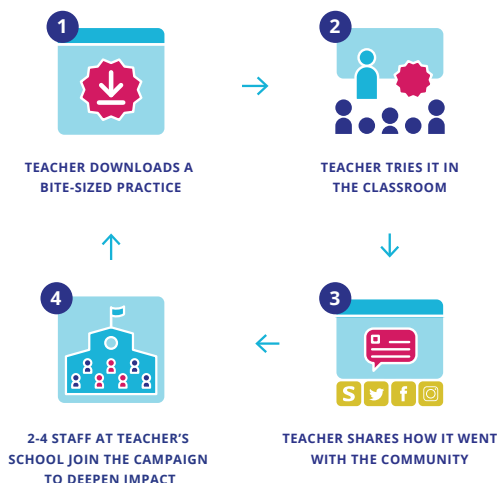 1
TEACHER DOWNLOADS A
BITE-SIZED PRACTICE
2
TEACHER TRIES IT IN
THE CLASSROOM
3
S
f
TEACHER SHARES HOW IT WENT
WITH THE COMMUNITY
4
2-4 STAFF AT TEACHER'S
SCHOOL JOIN THE CAMPAIGN
TO DEEPEN IMPACT